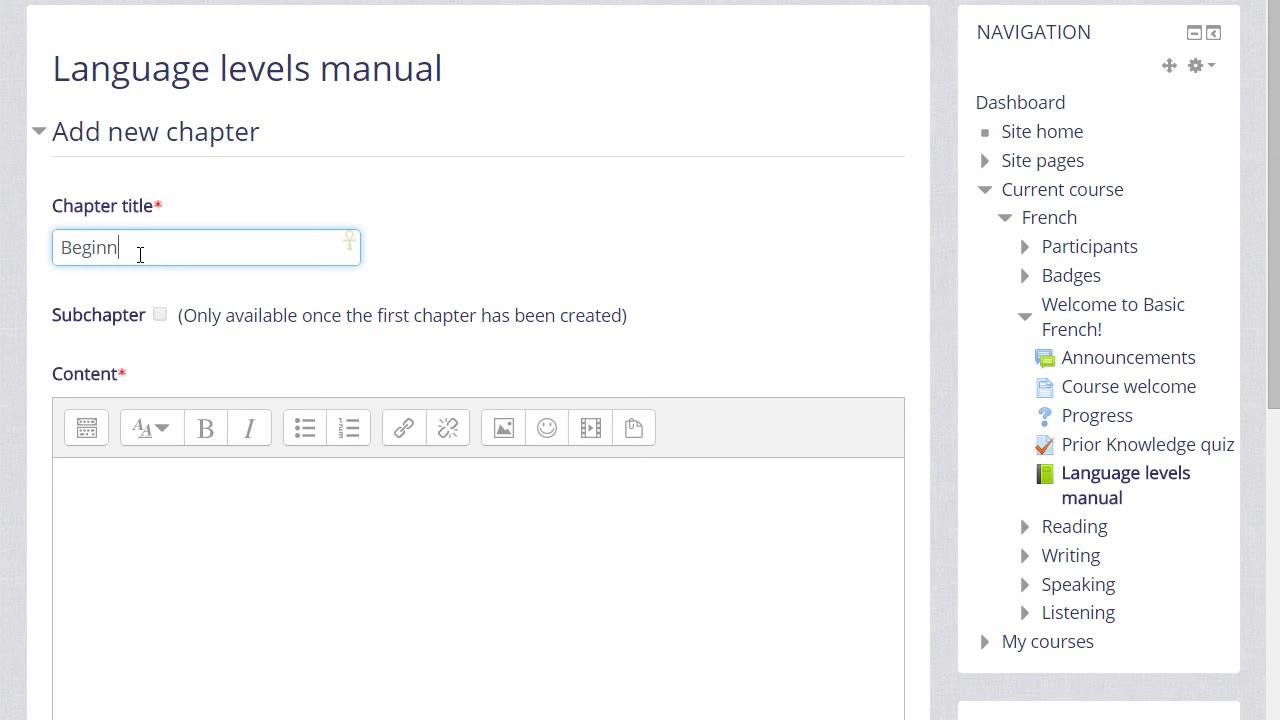 Language levels manual
Add new chapter
Chapter title*
Beginn
Subchapter (Only available once the first chapter has been created)
Content*
NAVIGATION
Dashboard
Site home
Site pages
Current course
French
Participants
Badges
Welcome to Basic
French!
Announcements
Course welcome
Progress
Prior Knowledge quiz
Language levels
manual
Reading
Writing
Speaking
Listening
My courses